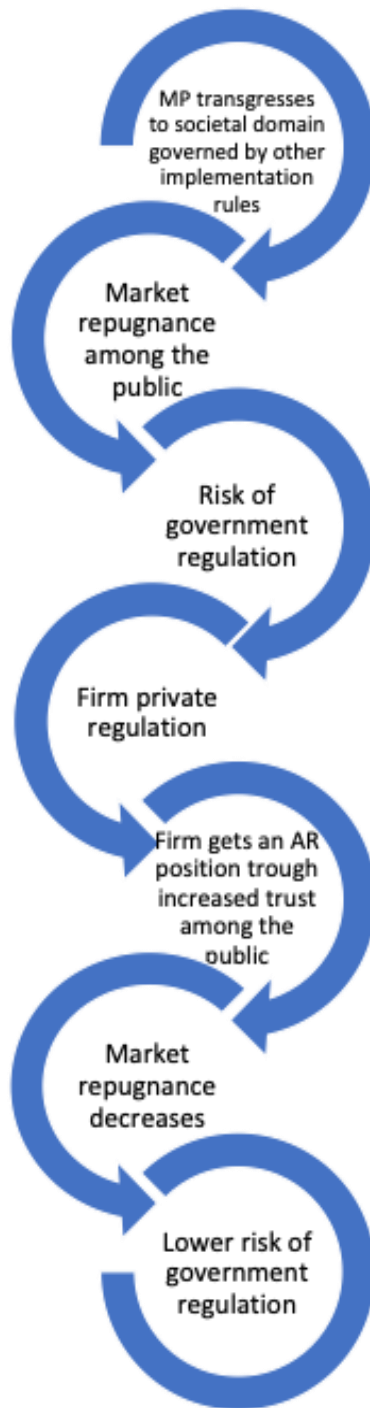 MP transgresses
to societal domain
governed by other
implementation
rules
Market
repugnance
among the
public
Risk of
government
regulation
Firm private
regulation
Firm gets an AR
position trough
increased trust
among the
public
Market
repugnance
decreases
Lower risk of
government
regulation